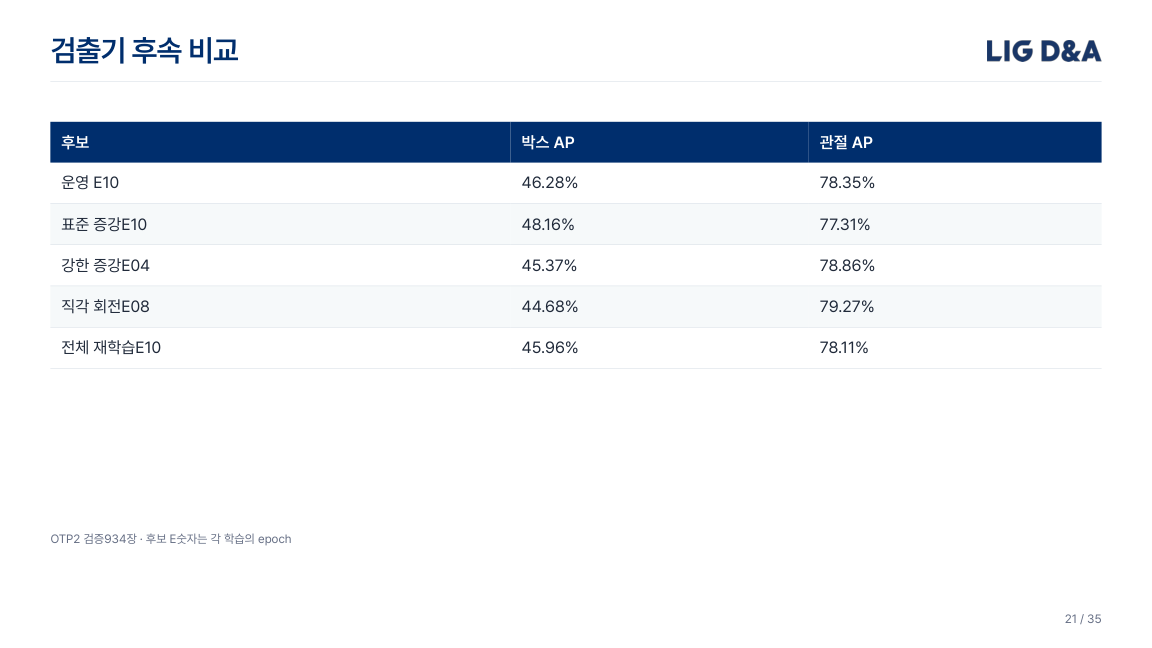 검출기 후속 비교
LIG D&A
후보 박스 AP 관절 AP
운영 E10 46.28% 78.35%
표준 증강E10 48.16% 77.31%
강한 증강E04 45.37% 78.86%
직각 회전E08 44.68% 79.27%
전체 재학습E10 45.96% 78.11%
OTP2 검증934장 · 후보 E숫자는 각 학습의 epoch
21 / 35